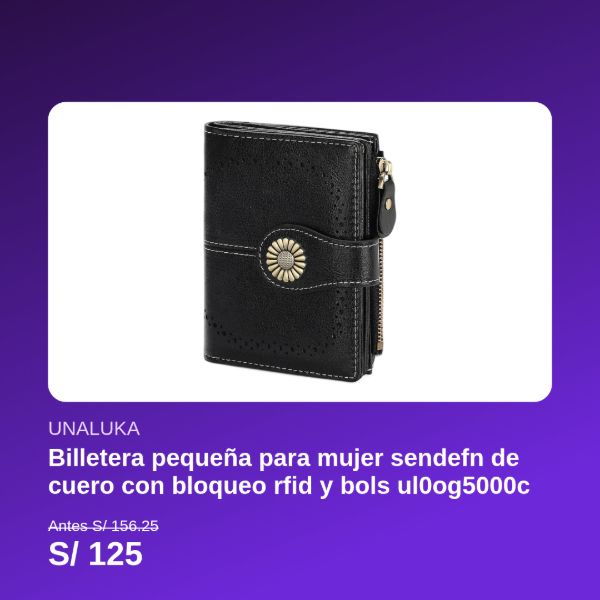 UNALUKA
Billetera pequeña para mujer sendefn de
cuero con bloqueo rfid y bols ul0og5000c
Antes S/ 156.25
S/ 125